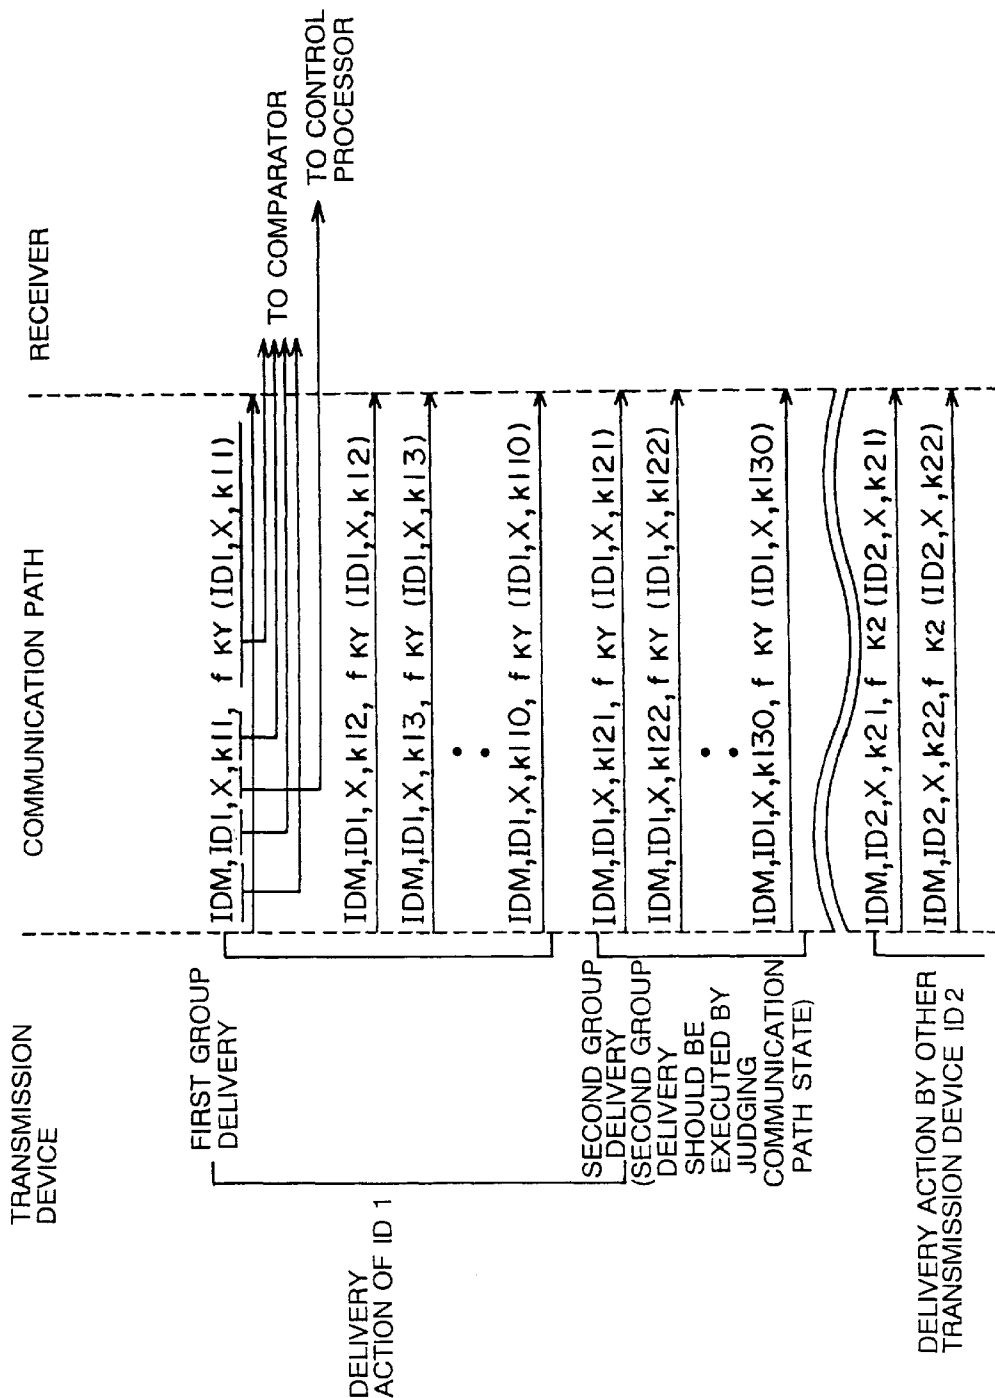 TRANSMISSION
DEVICE
COMMUNICATION PATH
RECEIVER
DELIVERY
ACTION OF ID 1
FIRST GROUP
DELIVERY
IDM,ID1,X,k11, f KY (ID1,X,k11)
TO COMPARATOR
TO CONTROL
PROCESSOR
IDM,ID1,X,k12, f KY (ID1,X,k12)
IDM,ID1,X,k13, f KY (ID1,X,k13)
IDM,ID1,X,k110, f KY (ID1,X,k110)
SECOND GROUP
DELIVERY
(SECOND GROUP
DELIVERY
SHOULD BE
EXECUTED BY
JUDGING
COMMUNICATION
PATH STATE)
IDM,ID1,X,k121, f KY (ID1,X,k121)
IDM,ID1,X,k122, f KY (ID1,X,k122)
IDM,ID1,X,k130, f KY (ID1,X,k130)
DELIVERY ACTION BY OTHER
TRANSMISSION DEVICE ID2
IDM,ID2,X,k21, f K2 (ID2,X,k21)
IDM,ID2,X,k22, f K2 (ID2,X,k22)